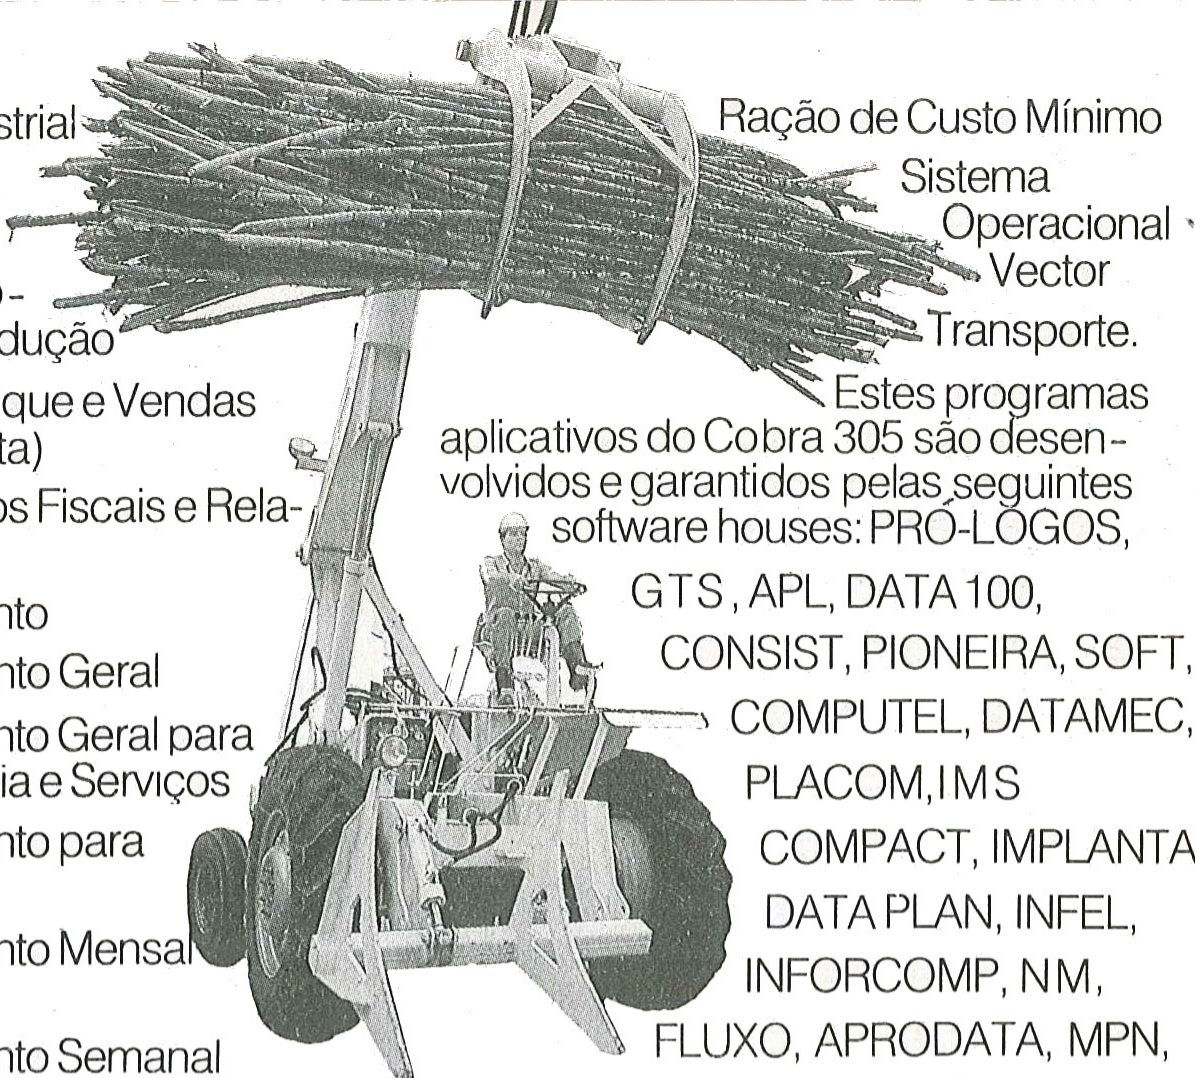 strial
dução
que e Vendas
ta)
os Fiscais e Rela-
nto
nto Geral
nto Geral para
ia e Serviços
nto para
nto Mensal
nto Semanal
Ração de Custo Mínimo
Sistema
Operacional
Vector
Transporte.
Estes programas
aplicativos do Cobra 305 são desen-
volvidos e garantidos pelas seguintes
software houses: PRÓ-LÓGOS,
GTS, APL, DATA 100,
CONSIST, PIONEIRA, SOFT,
COMPUTEL, DATAMEC,
PLACOM, IMS
COMPACT, IMPLANTA
DATA PLAN, INFEL,
INFORCOMP, NM,
FLUXO, APRODATA, MPN,